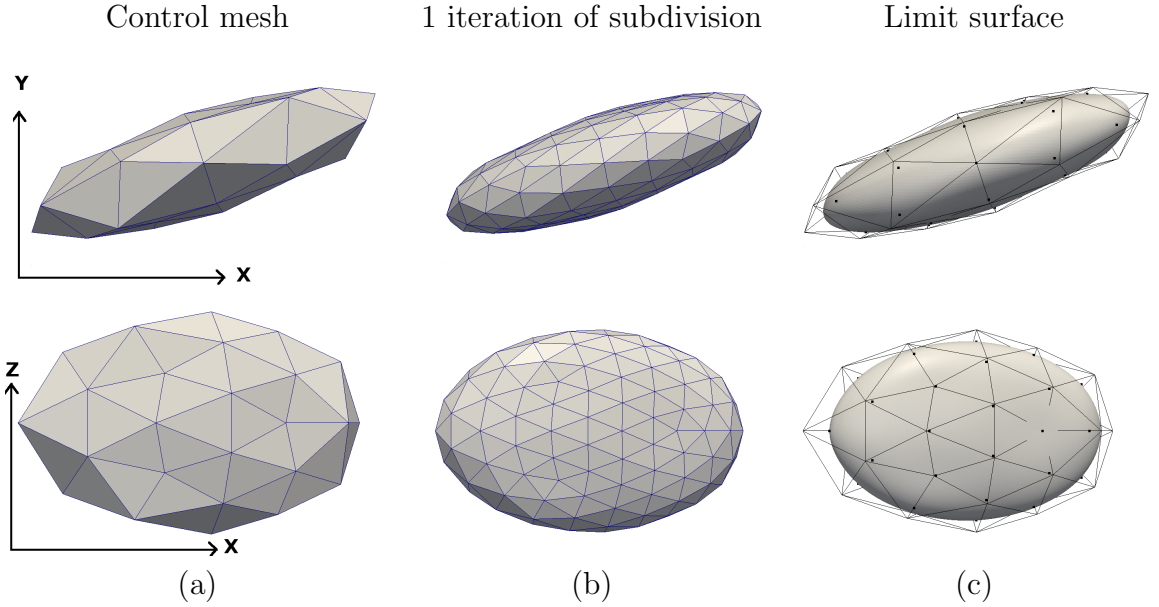 Control mesh
1 iteration of subdivision
Limit surface
Y
X
Z
X
(a)
(b)
(c)